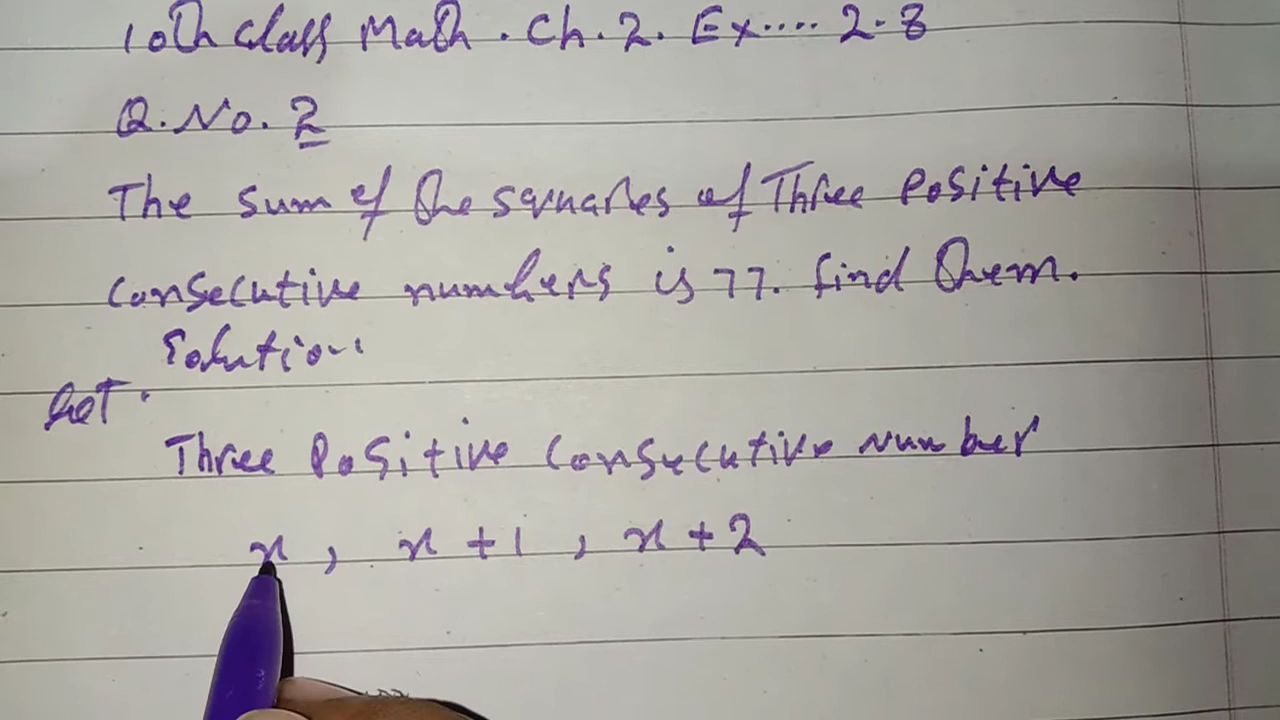 10th class Math . Ch. 2. Ex.... 2.8
Q. No. 2
The sum of the squares of Three Positive
Consecutive numbers is 77. find them.
Solution
Let
Three Positive Consecutive Number
x , x + 1 , x + 2